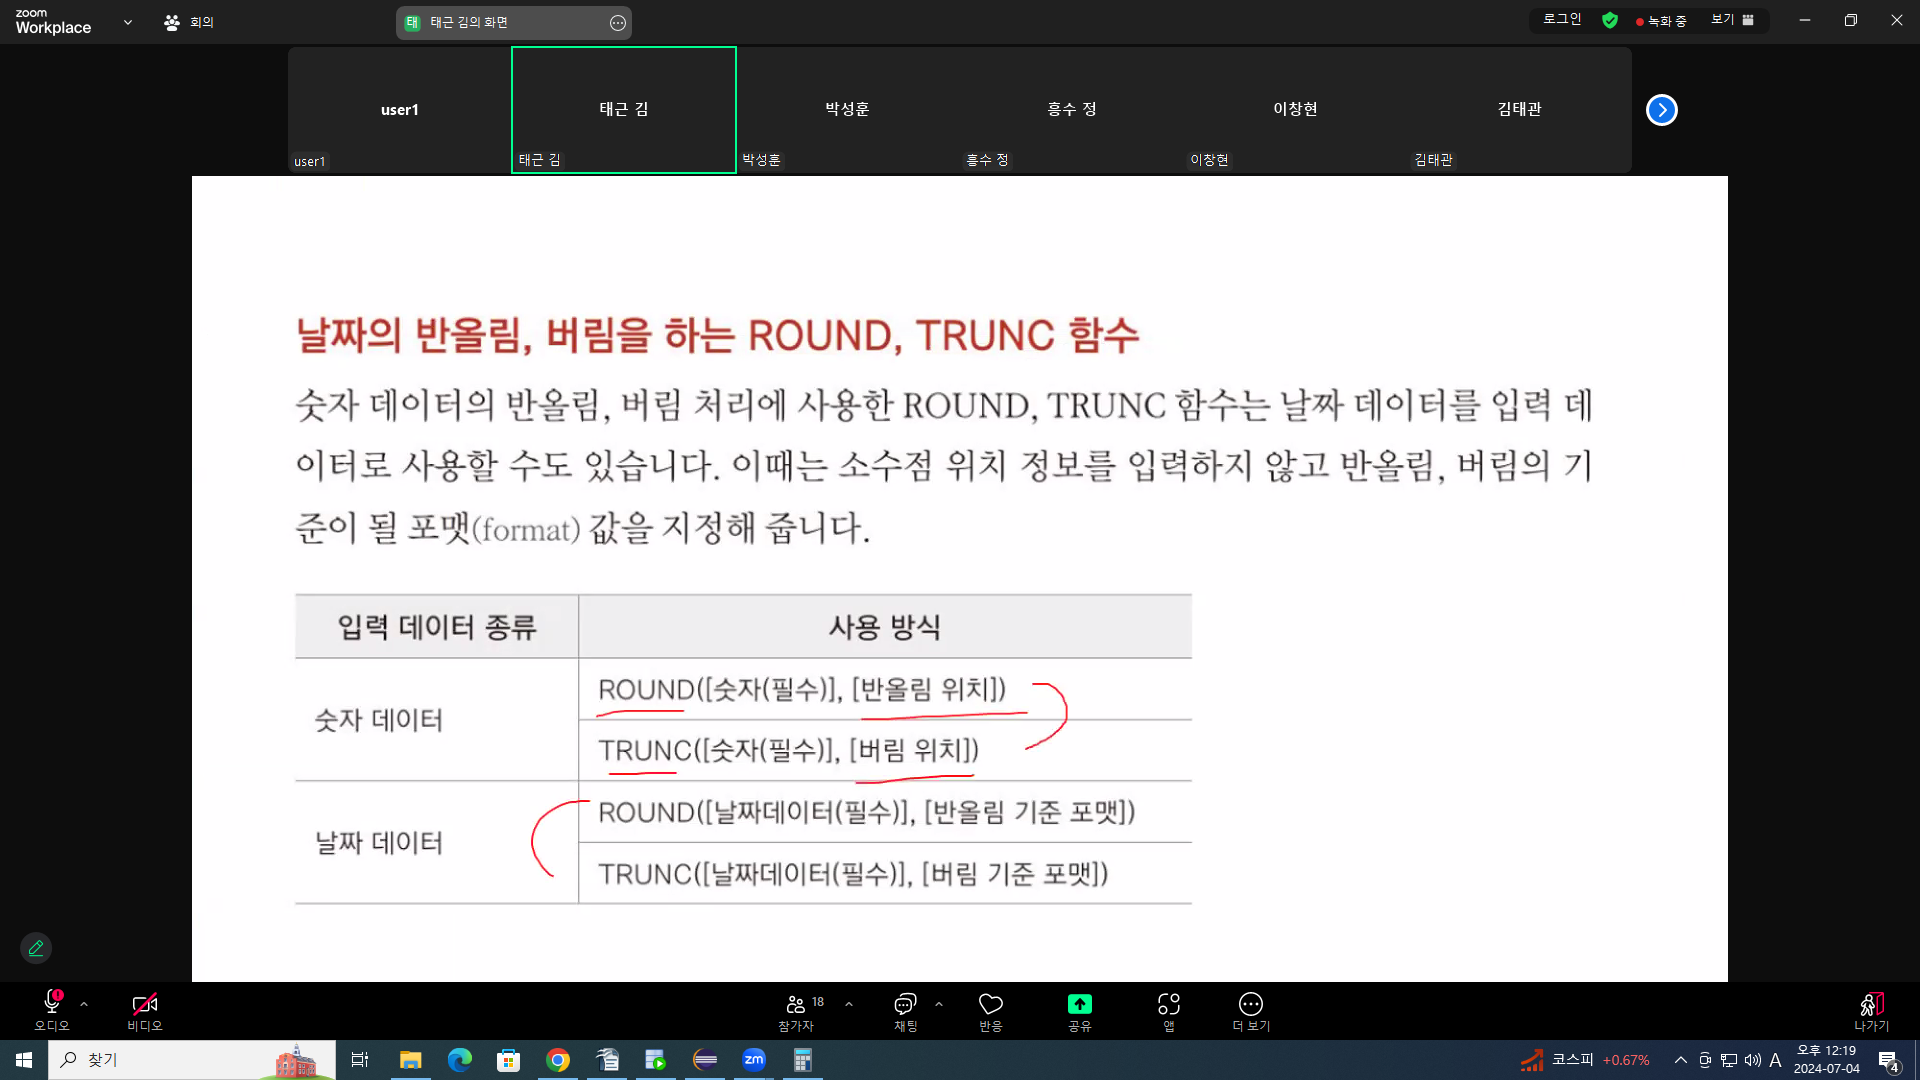 zoom
Workplace
회의
태 태근 김의 화면
로그인
녹화 중
보기
user1
태근 김
박성훈
흥수 정
이창현
김태관
user1
태근 김
박성훈
흥수 정
이창현
김태관
날짜의 반올림, 버림을 하는 ROUND, TRUNC 함수
숫자 데이터의 반올림, 버림 처리에 사용한 ROUND, TRUNC 함수는 날짜 데이터를 입력 데
이터로 사용할 수도 있습니다. 이때는 소수점 위치 정보를 입력하지 않고 반올림, 버림의 기
준이 될 포맷(format) 값을 지정해 줍니다.
입력 데이터 종류
사용 방식
숫자 데이터
ROUND([숫자(필수)], [반올림 위치])
TRUNC([숫자(필수)], [버림 위치])
날짜 데이터
ROUND([날짜데이터(필수)], [반올림 기준 포맷])
TRUNC([날짜데이터(필수)], [버림 기준 포맷])
오디오
비디오
18
참가자
채팅
반응
공유
앱
더 보기
나가기
찾기
zm
코스피 +0.67%
A
오후 12:19
2024-07-04
4